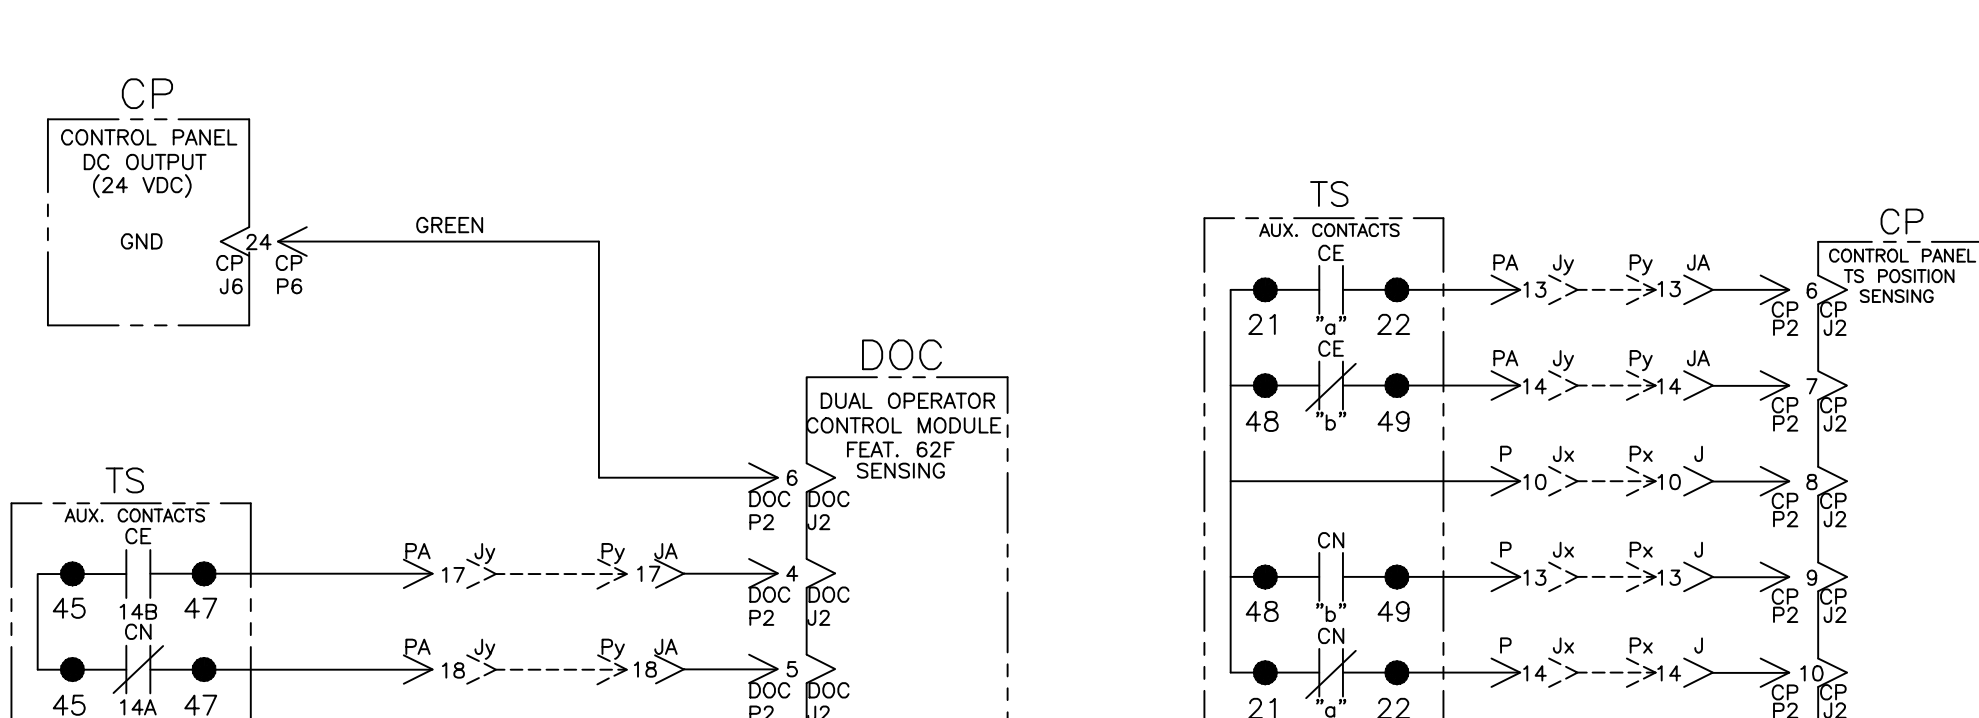 CP
CONTROL PANEL
DC OUTPUT
(24 VDC)
GND
24
CP
J6
CP
P6
GREEN
DOC
DUAL OPERATOR
CONTROL MODULE
FEAT. 62F
SENSING
6
DOC
P2
DOC
J2
TS
AUX. CONTACTS
CE
45
14B
47
PA
17
Jy
Py
17
JA
4
DOC
P2
DOC
J2
CN
45
14A
47
PA
18
Jy
Py
18
JA
5
DOC
P2
DOC
J2
TS
AUX. CONTACTS
CE
21
"a"
22
PA
13
Jy
Py
13
JA
6
CP
P2
CP
J2
CP
CONTROL PANEL
TS POSITION
SENSING
CE
48
"b"
49
PA
14
Jy
Py
14
JA
7
CP
P2
CP
J2
P
10
Jx
Px
10
J
8
CP
P2
CP
J2
CN
48
"b"
49
P
13
Jx
Px
13
J
9
CP
P2
CP
J2
CN
21
"a"
22
P
14
Jx
Px
14
J
10
CP
P2
CP
J2